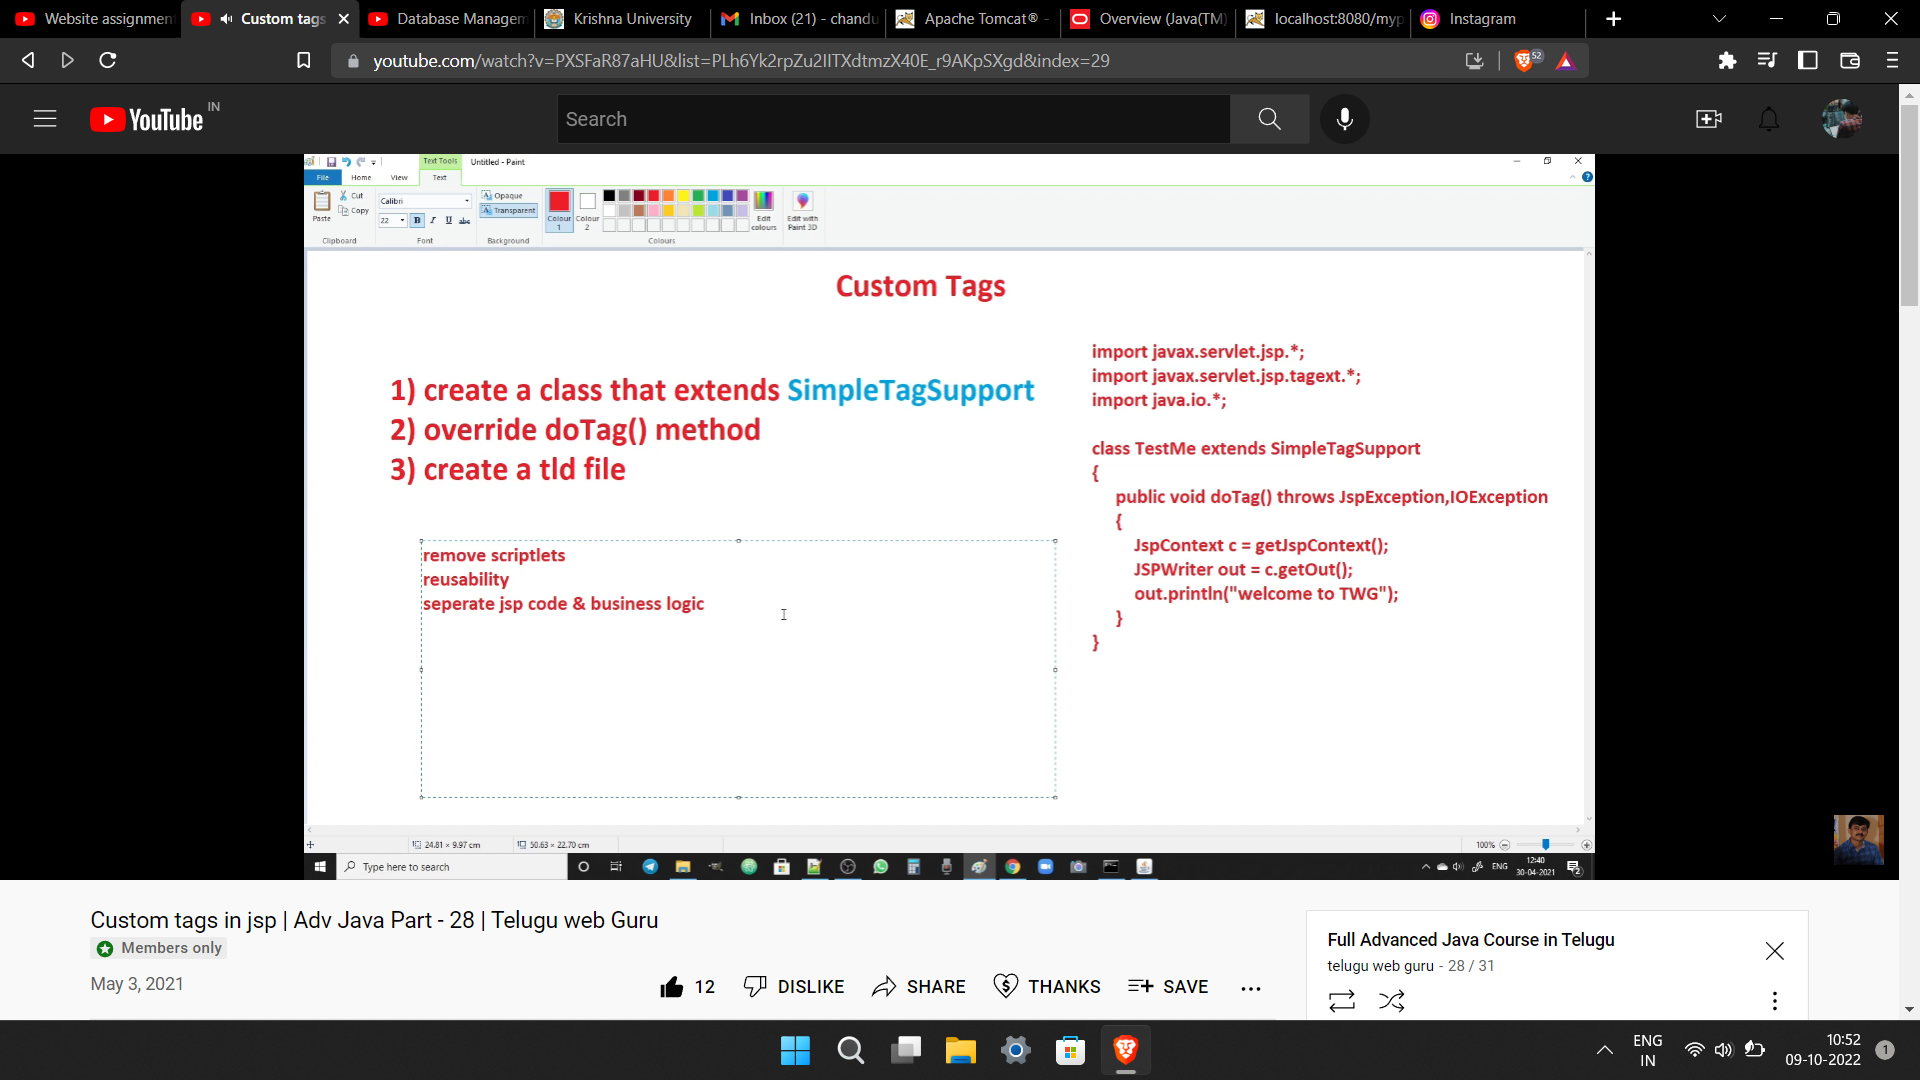 Website assignment
Custom tags
Database Managem
Krishna University
Inbox (21) - chandu
Apache Tomcat® -
Overview (Java(TM)
localhost:8080/myp
Instagram
youtube.com/watch?v=PXSFaR87aHU&list=PLh6Yk2rpZu2IITXdtmzX40E_r9AKpSXgd&index=29
52
YouTube IN
Search
Text Tools
Untitled - Paint
File
Home
View
Text
Paste
Cut
Copy
Clipboard
Calibri
22
B I U abc
Font
Opaque
Transparent
Background
Colour 1
Colour 2
Edit colours
Edit with Paint 3D
Colours
Custom Tags
1) create a class that extends SimpleTagSupport
2) override doTag() method
3) create a tld file
remove scriptlets
reusability
seperate jsp code & business logic
import javax.servlet.jsp.*;
import javax.servlet.jsp.tagext.*;
import java.io.*;
class TestMe extends SimpleTagSupport
{
public void doTag() throws JspException,IOException
{
JspContext c = getJspContext();
JSPWriter out = c.getOut();
out.println("welcome to TWG");
}
}
24.81 × 9.97 cm
50.63 × 22.70 cm
100%
Type here to search
ENG
12:40
30-04-2021
2
Custom tags in jsp | Adv Java Part - 28 | Telugu web Guru
Members only
May 3, 2021
12
DISLIKE
SHARE
THANKS
SAVE
Full Advanced Java Course in Telugu
telugu web guru - 28 / 31
ENG
IN
10:52
09-10-2022
1